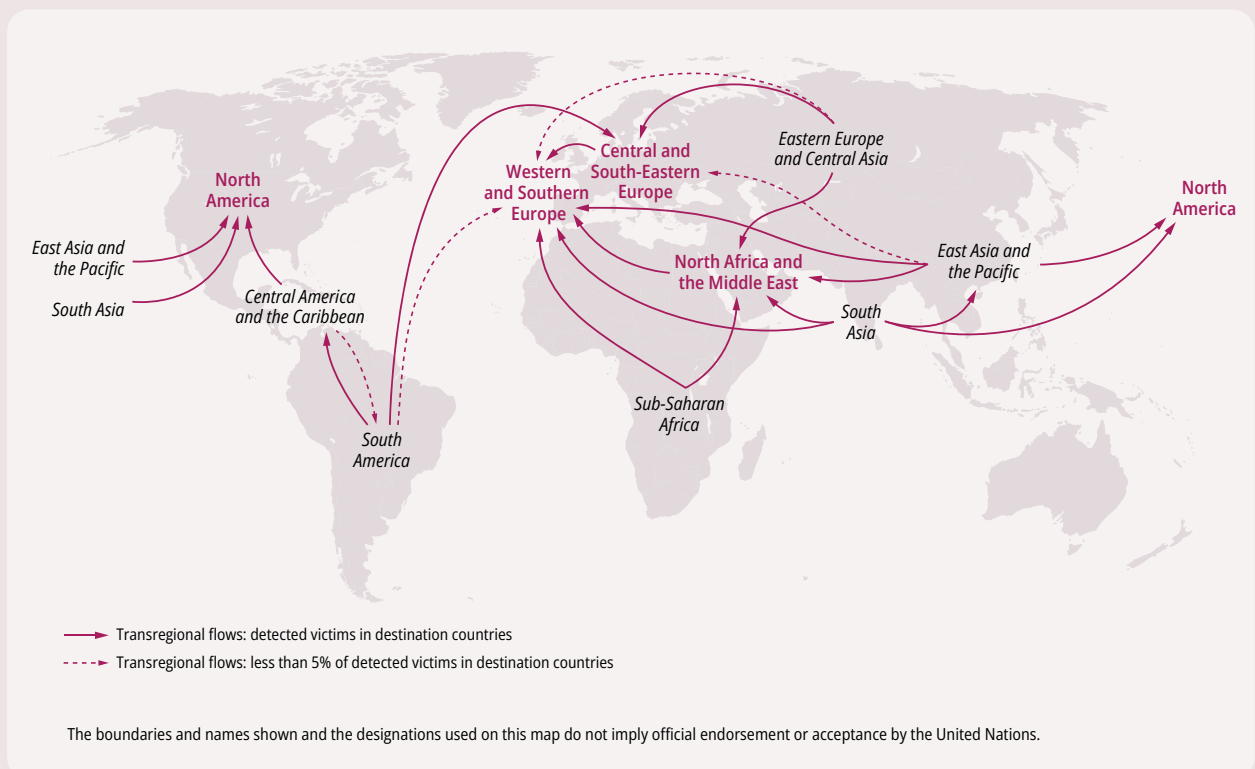 Eastern Europe
and Central Asia
Central and
South-Eastern
Europe
Western
and Southern
Europe
North
America
North
America
East Asia and
the Pacific
South Asia
Central America
and the Caribbean
North Africa and
the Middle East
East Asia and
the Pacific
South
Asia
Sub-Saharan
Africa
South
America
Transregional flows: detected victims in destination countries
Transregional flows: less than 5% of detected victims in destination countries
The boundaries and names shown and the designations used on this map do not imply official endorsement or acceptance by the United Nations.